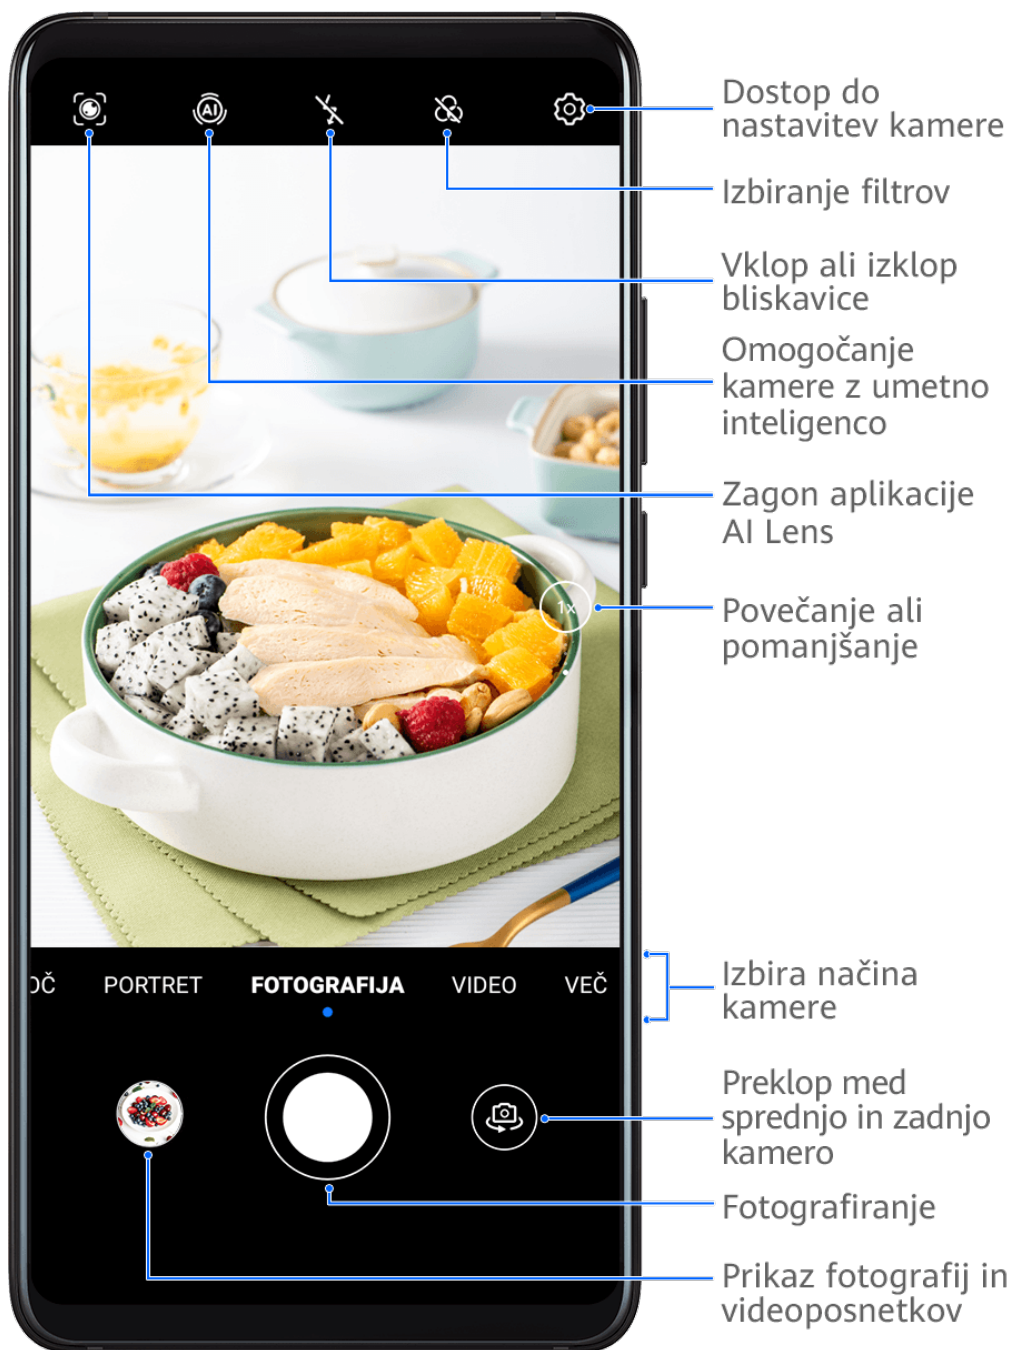 AI
Dostop do
nastavitev kamere
Izbiranje filtrov
Vklop ali izklop
bliskavice
Omogočanje
kamere z umetno
inteligenco
Zagon aplikacije
AI Lens
1x
Povečanje ali
pomanjšanje
OČ PORTRET FOTOGRAFIJA VIDEO VEČ
Izbira načina
kamere
Preklop med
sprednjo in zadnjo
kamero
Fotografiranje
Prikaz fotografij in
videoposnetkov